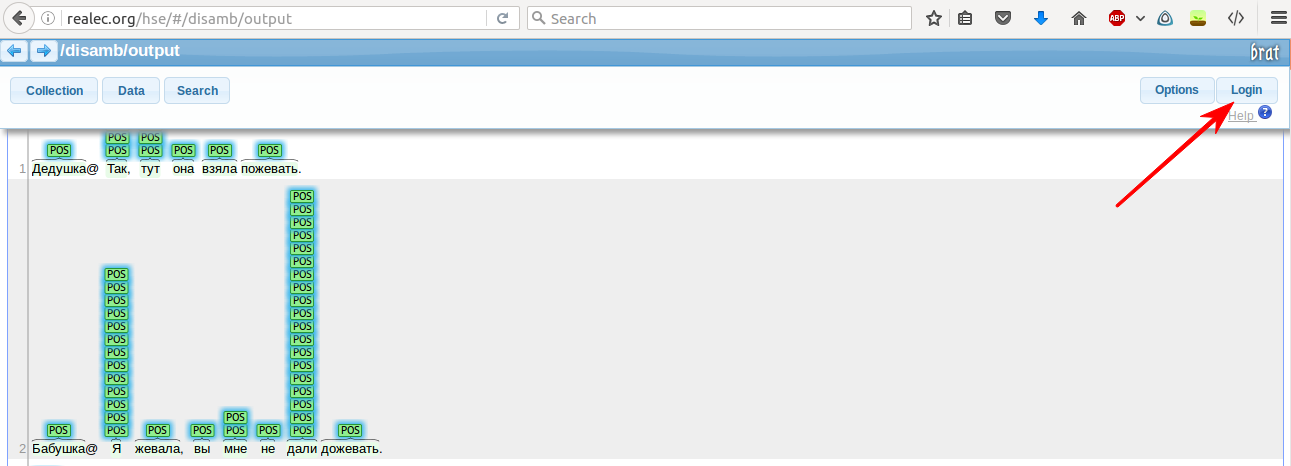 realec.org/hse/#/disamb/output
Search
ABP
/disamb/output
brat
Collection Data Search Options Login
Help ?
POS POS
POS POS POS POS POS POS
1 Дедушка@ Так, тут она взяла пожевать.
POS
POS
POS
POS
POS
POS
POS POS
POS POS
POS POS
POS POS
POS POS
POS POS
POS POS
POS POS
POS POS
POS POS
POS POS
POS POS POS
POS POS POS POS POS POS POS POS
2 Бабушка@ Я жевала, вы мне не дали дожевать.